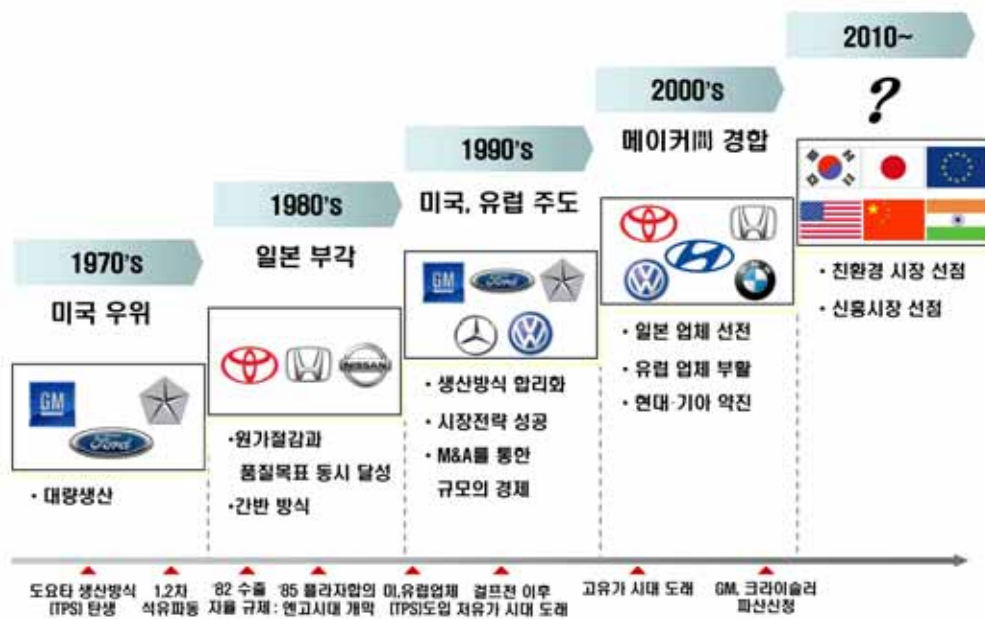 1970's
미국 우위
GM
Ford
• 대량생산
1980's
일본 부각
NISSAN
•원가절감과
품질목표 동시 달성
•간반 방식
1990's
미국, 유럽 주도
GM
Ford
• 생산방식 합리화
• 시장전략 성공
• M&A를 통한
규모의 경제
2000's
메이커間 경합
BMW
• 일본 업체 선전
• 유럽 업체 부활
• 현대·기아 약진
2010~
?
• 친환경 시장 선점
• 신흥시장 선점
도요타 생산방식
(TPS) 탄생
1,2차
석유파동
'82 수출
자율 규제
'85 플라자합의
: 엔고시대 개막
미,유럽업체
(TPS)도입
걸프전 이후
저유가 시대 도래
고유가 시대 도래
GM, 크라이슬러
파산신청